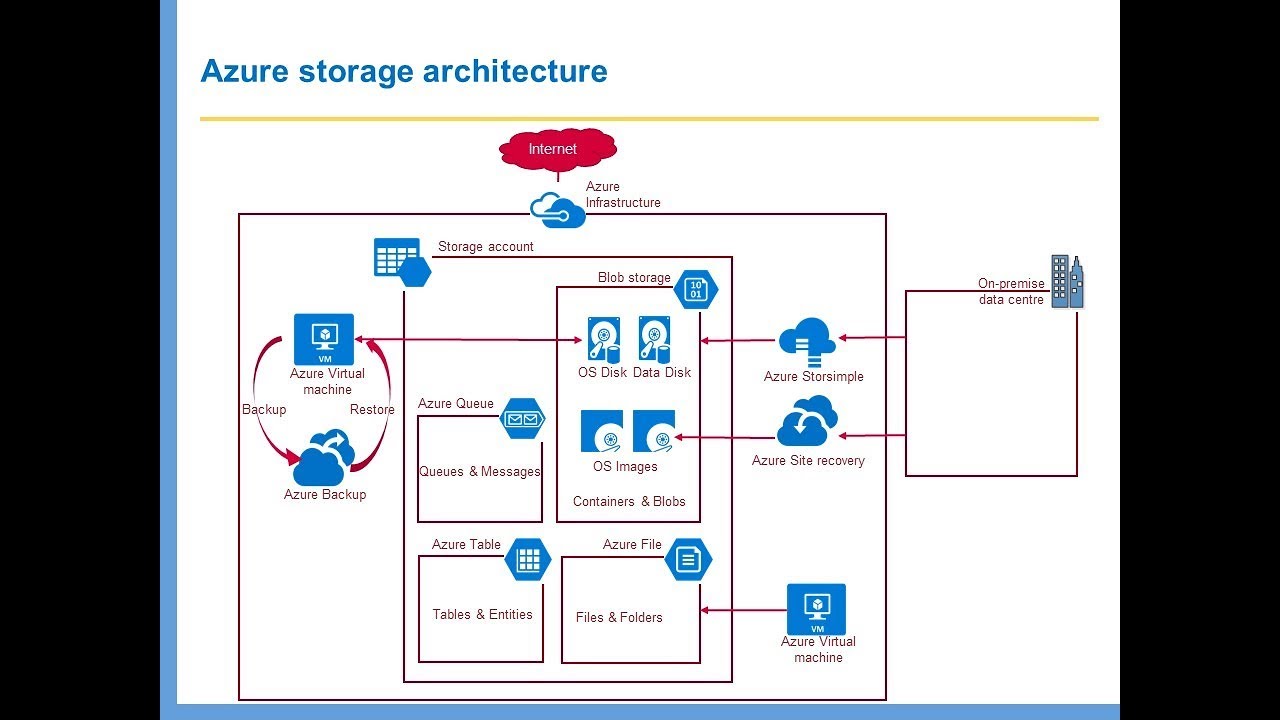 Azure storage architecture
Internet
Azure
Infrastructure
Storage account
Blob storage
10
01
On-premise
data centre
VM
Azure Virtual
machine
OS Disk
Data Disk
Azure Storsimple
Backup
Restore
Azure Queue
Queues & Messages
OS Images
Azure Site recovery
Azure Backup
Containers & Blobs
Azure Table
Azure File
Tables & Entities
Files & Folders
VM
Azure Virtual
machine